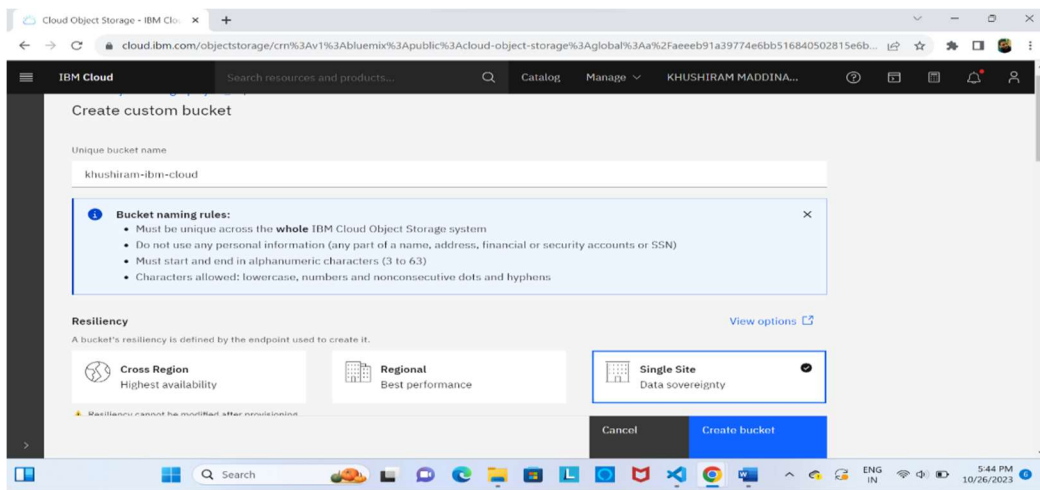 Cloud Object Storage - IBM Clou
cloud.ibm.com/objectstorage/crn%3Av1%3Abluemix%3Apublic%3Acloud-object-storage%3Aglobal%3Aa%2Faeeeb91a39774e6bb516840502815e6b...
IBM Cloud Search resources and products... Catalog Manage KHUSHIRAM MADDINA...
Create custom bucket
Unique bucket name
khushiram-ibm-cloud
Bucket naming rules:
• Must be unique across the whole IBM Cloud Object Storage system
• Do not use any personal information (any part of a name, address, financial or security accounts or SSN)
• Must start and end in alphanumeric characters (3 to 63)
• Characters allowed: lowercase, numbers and nonconsecutive dots and hyphens
Resiliency View options
A bucket's resiliency is defined by the endpoint used to create it.
Cross Region Regional Single Site
Highest availability Best performance Data sovereignty
Resiliency cannot be modified after provisioning
Cancel Create bucket
Search ENG 5:44 PM
IN 10/26/2023 6